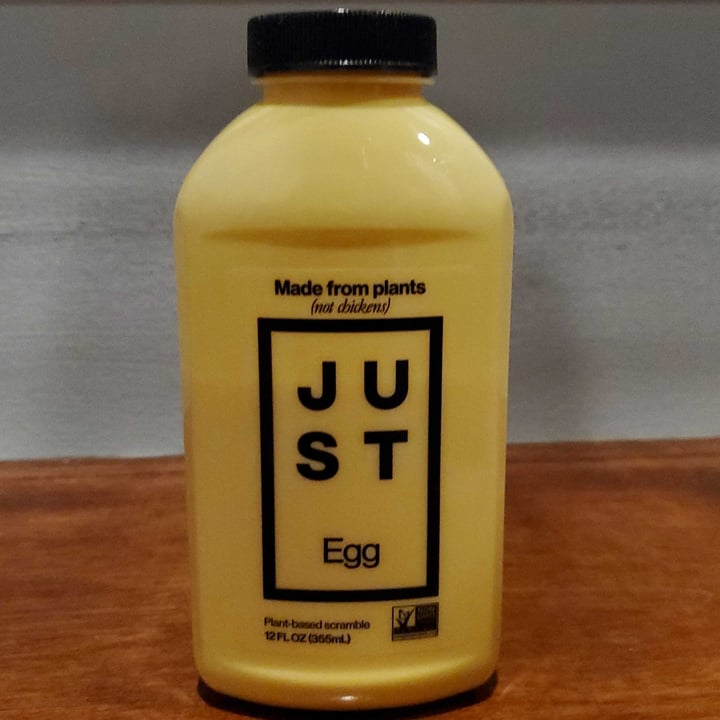 Made from plants
(not chickens)
JU
ST
Egg
Plant-based scramble
12 FL OZ (355mL)